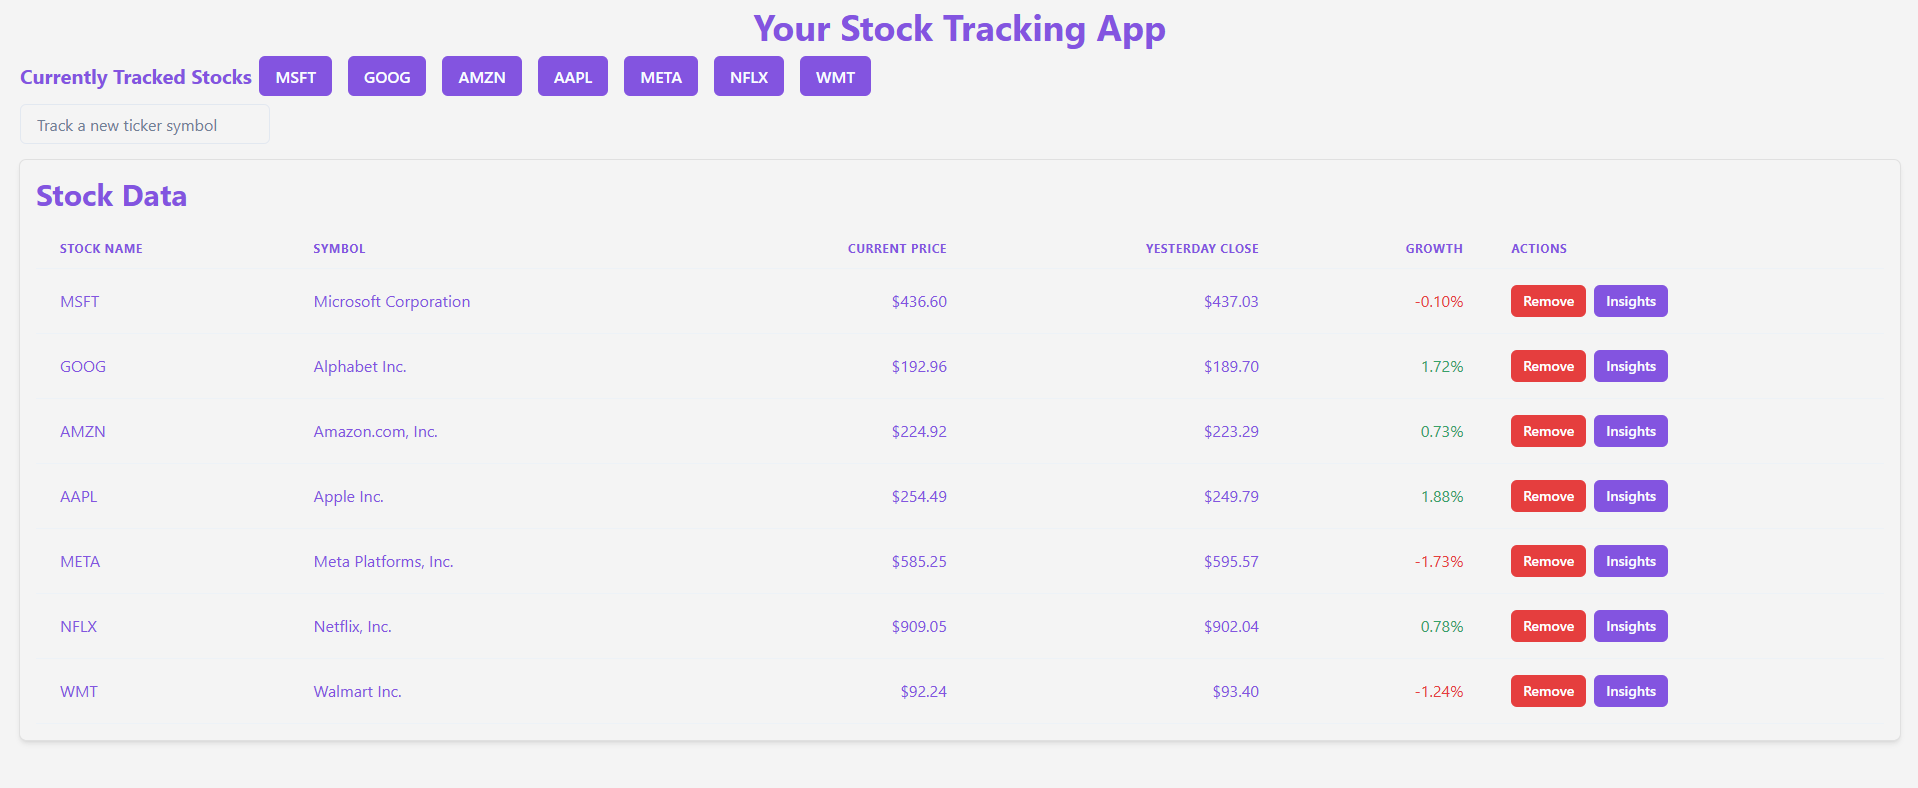 Your Stock Tracking App
Currently Tracked Stocks MSFT GOOG AMZN AAPL META NFLX WMT
Track a new ticker symbol
Stock Data
STOCK NAME SYMBOL CURRENT PRICE YESTERDAY CLOSE GROWTH ACTIONS
MSFT Microsoft Corporation $436.60 $437.03 -0.10% Remove Insights
GOOG Alphabet Inc. $192.96 $189.70 1.72% Remove Insights
AMZN Amazon.com, Inc. $224.92 $223.29 0.73% Remove Insights
AAPL Apple Inc. $254.49 $249.79 1.88% Remove Insights
META Meta Platforms, Inc. $585.25 $595.57 -1.73% Remove Insights
NFLX Netflix, Inc. $909.05 $902.04 0.78% Remove Insights
WMT Walmart Inc. $92.24 $93.40 -1.24% Remove Insights